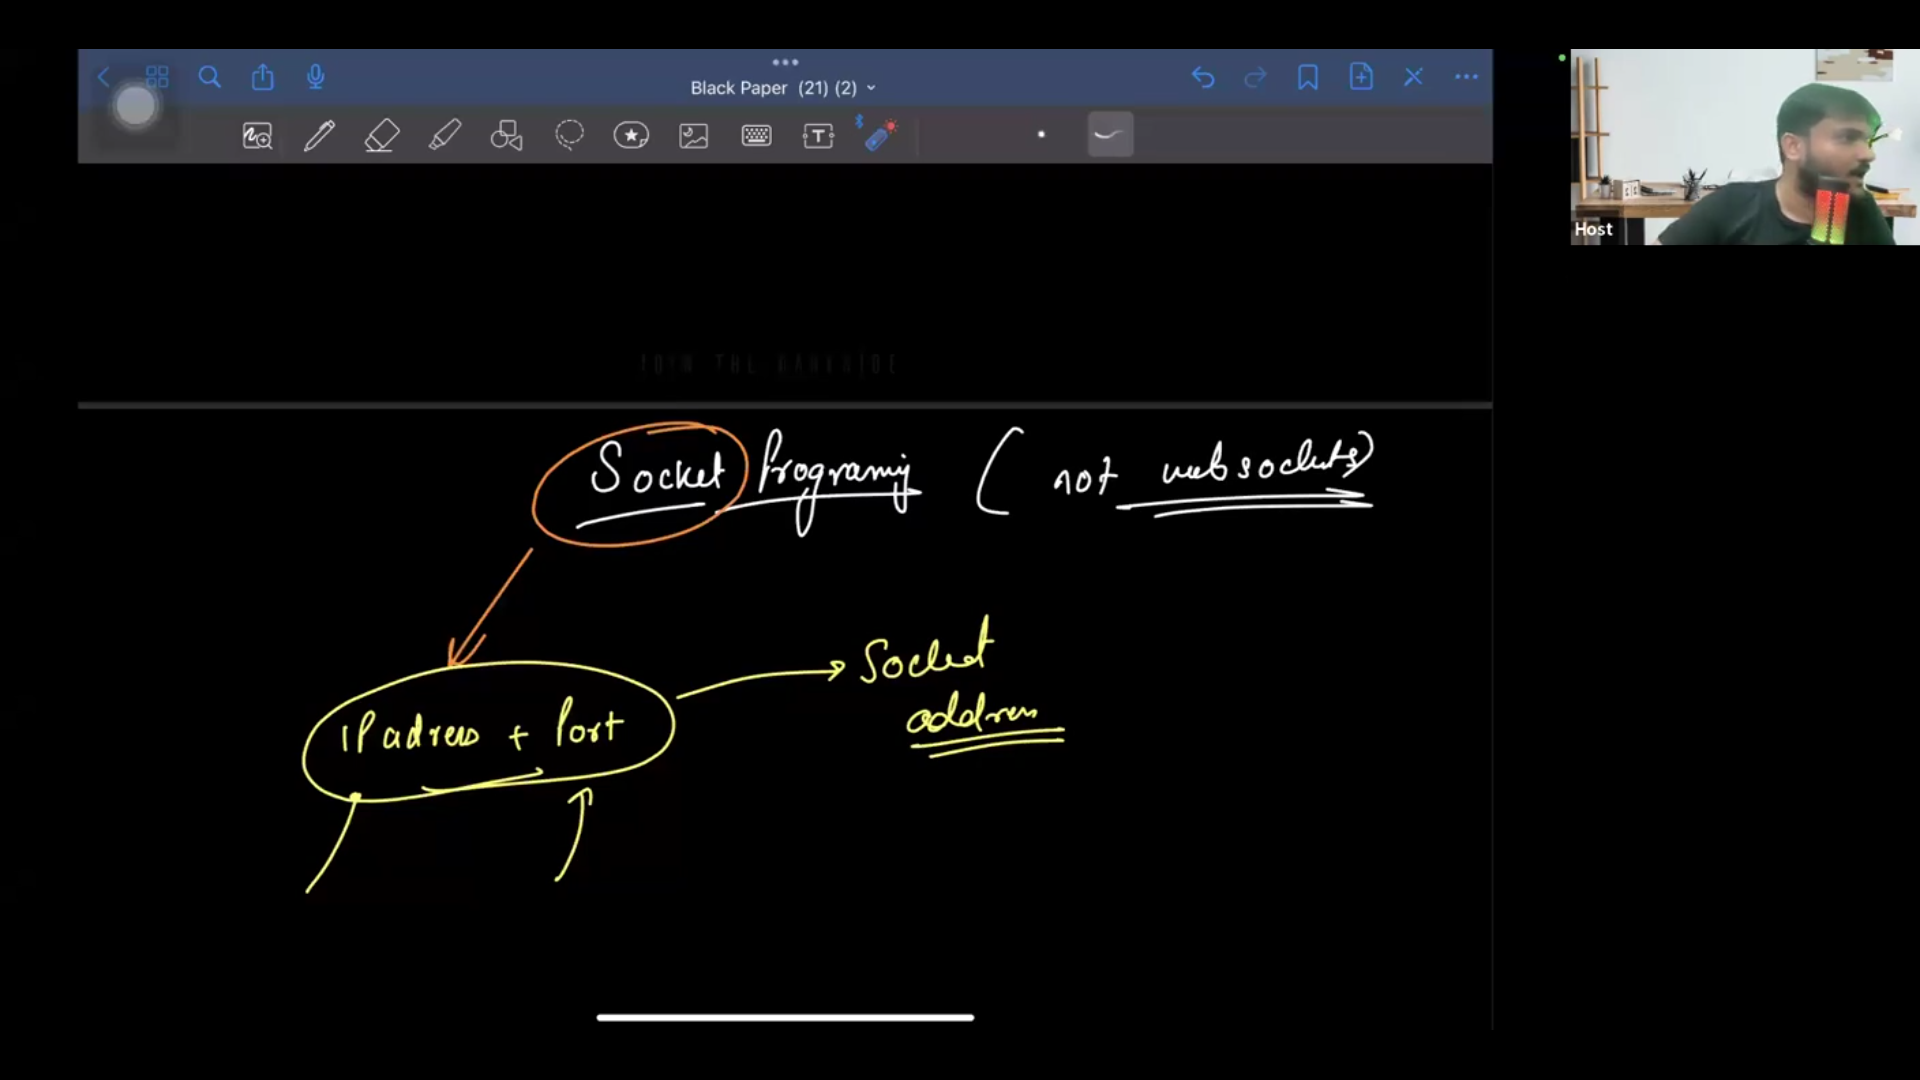 Black Paper (21) (2)
Host
JOIN THE DARKSIDE
Socket Programing ( not websockets)
Socket
address
IP adress + Port